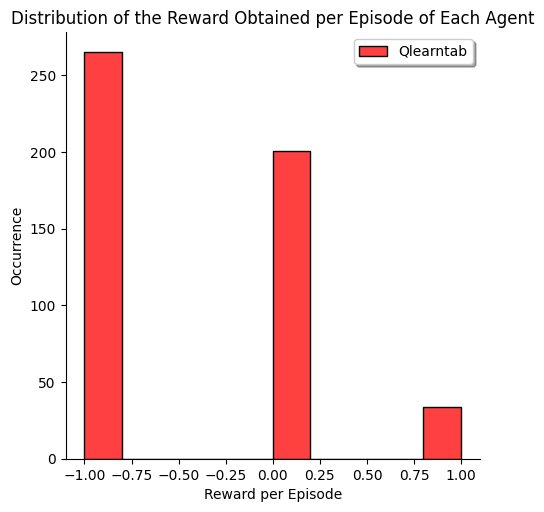 Distribution of the Reward Obtained per Episode of Each Agent
Qlearntab
250
200
150
100
50
0
Occurrence
−1.00 −0.75 −0.50 −0.25 0.00 0.25 0.50 0.75 1.00
Reward per Episode